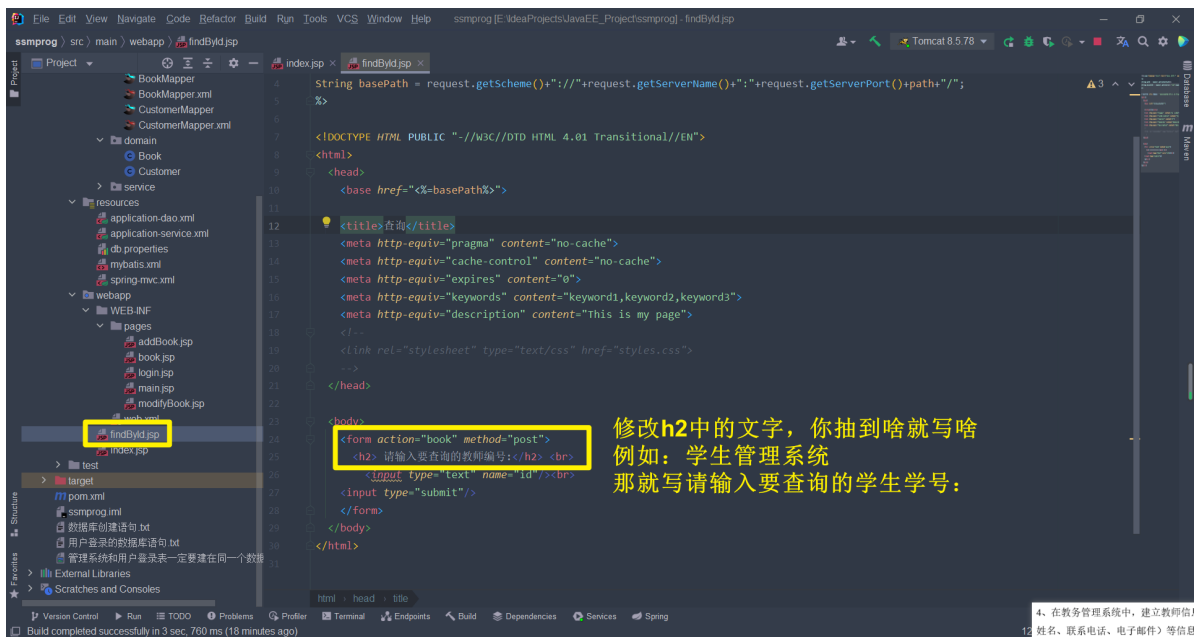 File Edit View Navigate Code Refactor Build Run Tools VCS Window Help ssmprog [E:\IdeaProjects\JavaEE_Project\ssmprog] - findById.jsp
ssmprog 〉 src 〉 main 〉 webapp 〉 findById.jsp
Tomcat 8.5.78
Project
index.jsp ×
findById.jsp ×
Project
BookMapper
BookMapper.xml
CustomerMapper
CustomerMapper.xml
domain
Book
Customer
service
resources
application-dao.xml
application-service.xml
db.properties
mybatis.xml
spring-mvc.xml
webapp
WEB-INF
pages
addBook.jsp
book.jsp
login.jsp
main.jsp
modifyBook.jsp
web.xml
findById.jsp
index.jsp
test
target
pom.xml
ssmprog.iml
数据库创建语句.txt
用户登录的数据库语句.txt
管理系统和用户登录表一定要建在同一个数据
External Libraries
Scratches and Consoles
Structure
Favorites
4 String basePath = request.getScheme()+"://"+request.getServerName()+":"+request.getServerPort()+path+"/";
5 %>
6
7 <!DOCTYPE HTML PUBLIC "-//W3C//DTD HTML 4.01 Transitional//EN">
8 <html>
9 <head>
10 <base href="<%=basePath%>">
11
12 <title>查询</title>
13 <meta http-equiv="pragma" content="no-cache">
14 <meta http-equiv="cache-control" content="no-cache">
15 <meta http-equiv="expires" content="0">
16 <meta http-equiv="keywords" content="keyword1,keyword2,keyword3">
17 <meta http-equiv="description" content="This is my page">
18 <!--
19 <link rel="stylesheet" type="text/css" href="styles.css">
20 -->
21 </head>
22
23 <body>
24 <form action="book" method="post">
25 <h2> 请输入要查询的教师编号:</h2> <br>
26 <input type="text" name="id"/><br>
27 <input type="submit"/>
28 </form>
29 </body>
30 </html>
31
修改h2中的文字，你抽到啥就写啥
例如：学生管理系统
那就写请输入要查询的学生学号：
3
Database
Maven
html 〉 head 〉 title
Version Control Run TODO Problems Profiler Terminal Endpoints Build Dependencies Services Spring
Build completed successfully in 3 sec, 760 ms (18 minutes ago)
12
4、在教务管理系统中，建立教师信息
姓名、联系电话、电子邮件）等信息